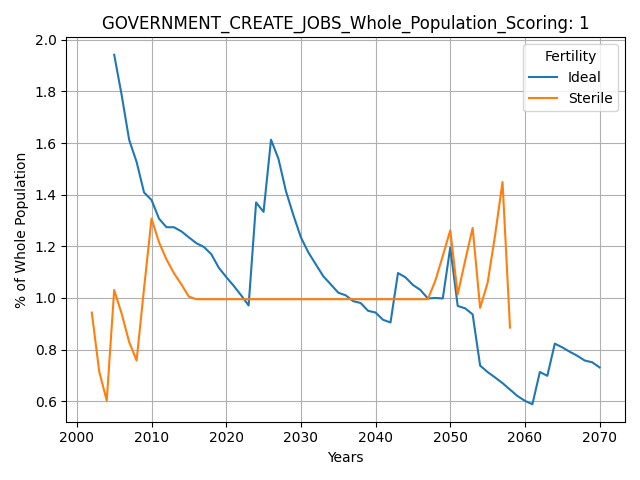 GOVERNMENT_CREATE_JOBS_Whole_Population_Scoring: 1
Fertility
Ideal
Sterile
% of Whole Population
2.0
1.8
1.6
1.4
1.2
1.0
0.8
0.6
2000 2010 2020 2030 2040 2050 2060 2070
Years